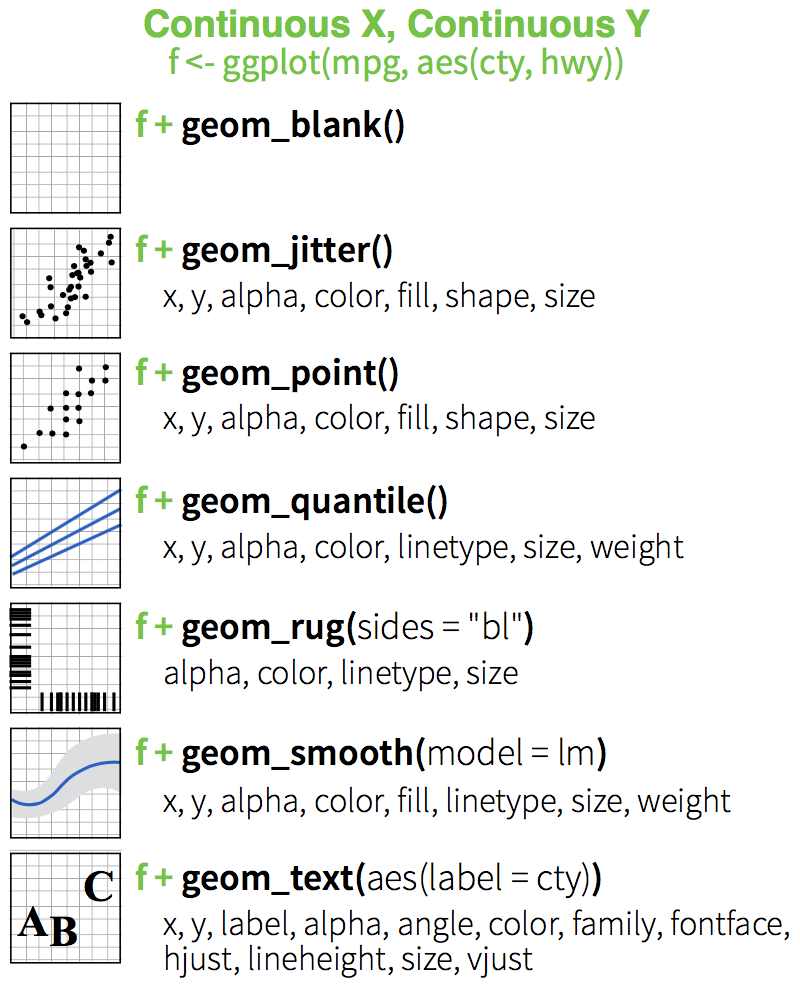 Continuous X, Continuous Y
f <- ggplot(mpg, aes(cty, hwy))
f + geom_blank()
f + geom_jitter()
x, y, alpha, color, fill, shape, size
f + geom_point()
x, y, alpha, color, fill, shape, size
f + geom_quantile()
x, y, alpha, color, linetype, size, weight
f + geom_rug(sides = "bl")
alpha, color, linetype, size
f + geom_smooth(model = lm)
x, y, alpha, color, fill, linetype, size, weight
C
AB
f + geom_text(aes(label = cty))
x, y, label, alpha, angle, color, family, fontface,
hjust, lineheight, size, vjust